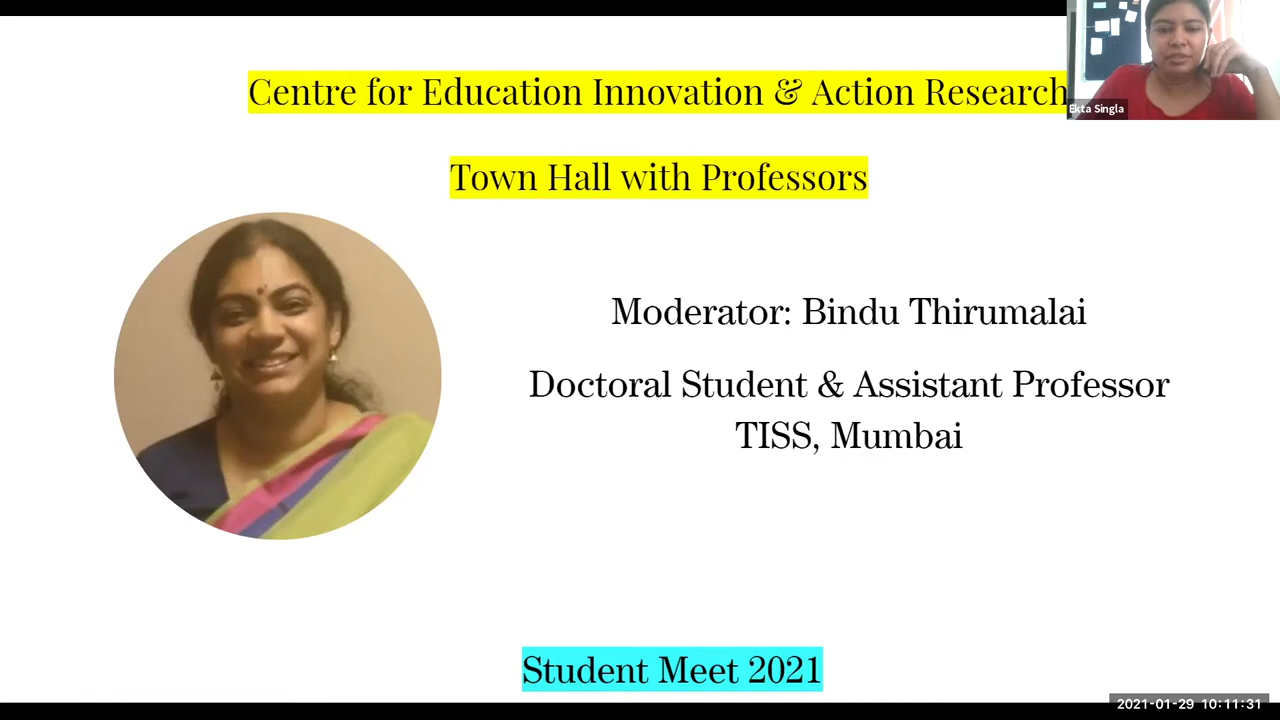 Centre for Education Innovation & Action Research
Ekta Singla
Town Hall with Professors
Moderator: Bindu Thirumalai
Doctoral Student & Assistant Professor
TISS, Mumbai
Student Meet 2021
2021-01-29 10:11:31